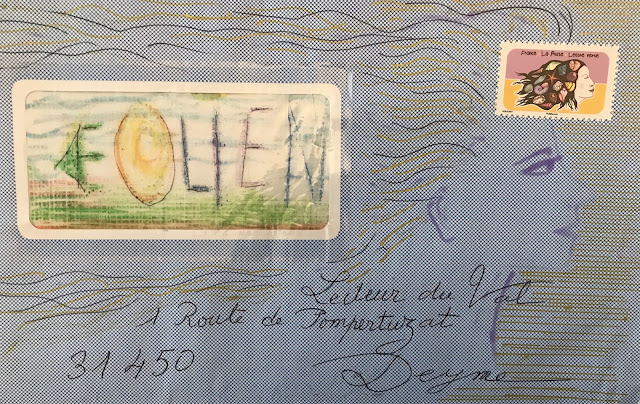 France La Poste Lettre verte
EOLIEN
Lecteur du Val
1 Route de Pompertuzat
31450 Deyme